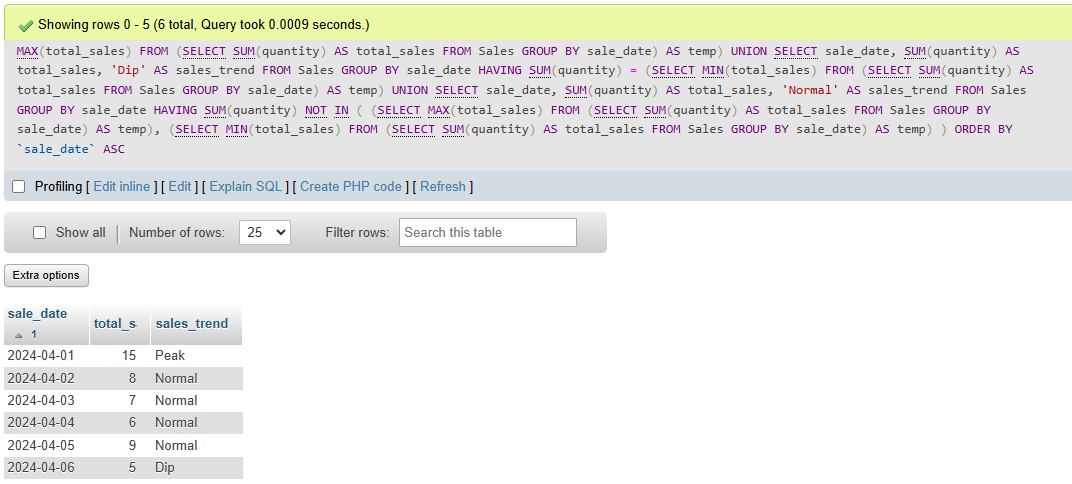 Showing rows 0 - 5 (6 total, Query took 0.0009 seconds.)
MAX(total_sales) FROM (SELECT SUM(quantity) AS total_sales FROM Sales GROUP BY sale_date) AS temp) UNION SELECT sale_date, SUM(quantity) AS
total_sales, 'Dip' AS sales_trend FROM Sales GROUP BY sale_date HAVING SUM(quantity) = (SELECT MIN(total_sales) FROM (SELECT SUM(quantity) AS
total_sales FROM Sales GROUP BY sale_date) AS temp) UNION SELECT sale_date, SUM(quantity) AS total_sales, 'Normal' AS sales_trend FROM Sales
GROUP BY sale_date HAVING SUM(quantity) NOT IN ( (SELECT MAX(total_sales) FROM (SELECT SUM(quantity) AS total_sales FROM Sales GROUP BY
sale_date) AS temp), (SELECT MIN(total_sales) FROM (SELECT SUM(quantity) AS total_sales FROM Sales GROUP BY sale_date) AS temp) ) ORDER BY
`sale_date` ASC
Profiling [ Edit inline ] [ Edit ] [ Explain SQL ] [ Create PHP code ] [ Refresh ]
Show all | Number of rows: 25 Filter rows: Search this table
Extra options
sale_date 1 total_s sales_trend
2024-04-01 15 Peak
2024-04-02 8 Normal
2024-04-03 7 Normal
2024-04-04 6 Normal
2024-04-05 9 Normal
2024-04-06 5 Dip